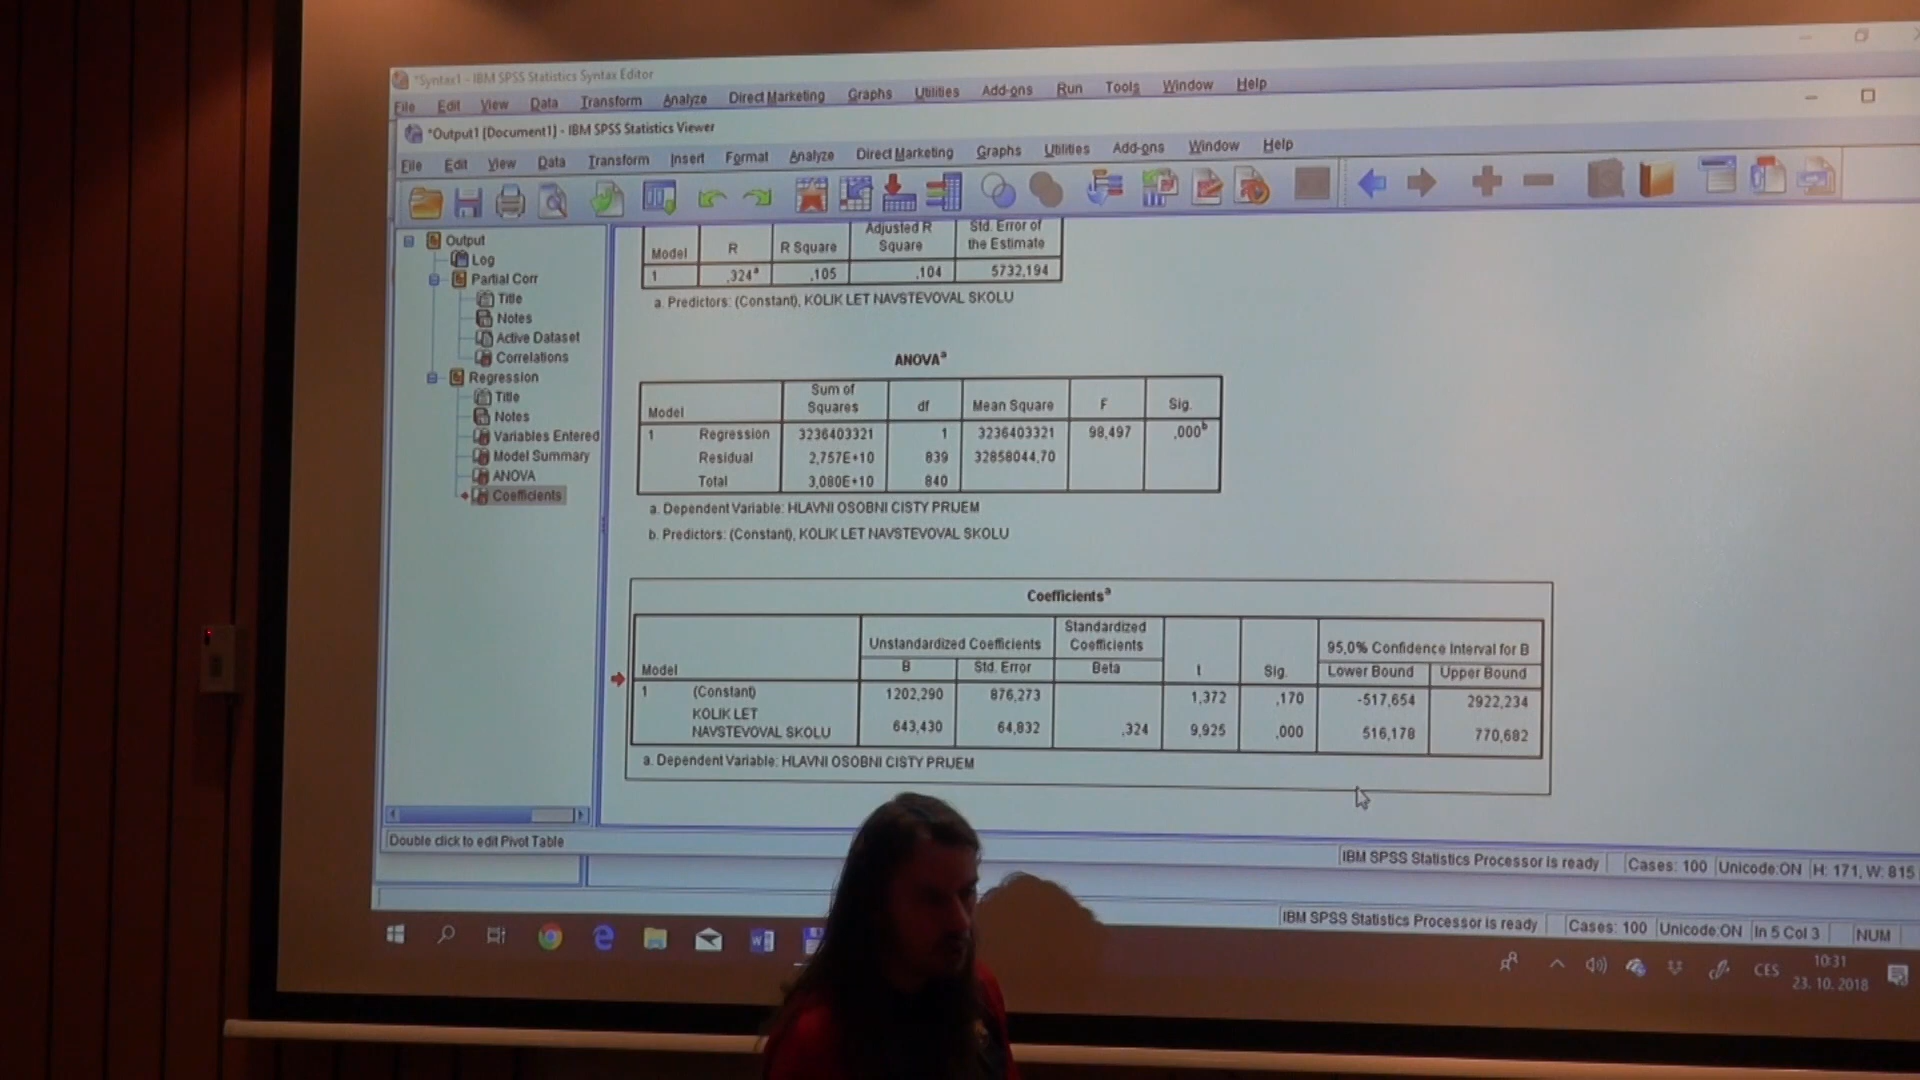 *Syntax1 - IBM SPSS Statistics Syntax Editor
File Edit View Data Transform Analyze Direct Marketing Graphs Utilities Add-ons Run Tools Window Help
*Output1 [Document1] - IBM SPSS Statistics Viewer
File Edit View Data Transform Insert Format Analyze Direct Marketing Graphs Utilities Add-ons Window Help
Output
Log
Partial Corr
Title
Notes
Active Dataset
Correlations
Regression
Title
Notes
Variables Entered
Model Summary
ANOVA
Coefficients
Model R R Square Adjusted R Square Std. Error of the Estimate
1 ,324a ,105 ,104 5732,194
a. Predictors: (Constant), KOLIK LET NAVSTEVOVAL SKOLU
ANOVAa
Model Sum of Squares df Mean Square F Sig.
1 Regression 3236403321 1 3236403321 98,497 ,000b
Residual 2,757E+10 839 32858044,70
Total 3,080E+10 840
a. Dependent Variable: HLAVNI OSOBNI CISTY PRIJEM
b. Predictors: (Constant), KOLIK LET NAVSTEVOVAL SKOLU
Coefficientsa
Model Unstandardized Coefficients Standardized Coefficients t Sig. 95,0% Confidence Interval for B
B Std. Error Beta Lower Bound Upper Bound
1 (Constant) 1202,290 876,273 1,372 ,170 -517,654 2922,234
KOLIK LET NAVSTEVOVAL SKOLU 643,430 64,832 ,324 9,925 ,000 516,178 770,682
a. Dependent Variable: HLAVNI OSOBNI CISTY PRIJEM
Double click to edit Pivot Table
IBM SPSS Statistics Processor is ready Cases: 100 Unicode:ON H: 171, W: 815
IBM SPSS Statistics Processor is ready Cases: 100 Unicode:ON In 5 Col 3 NUM
CES
10:31
23. 10. 2018